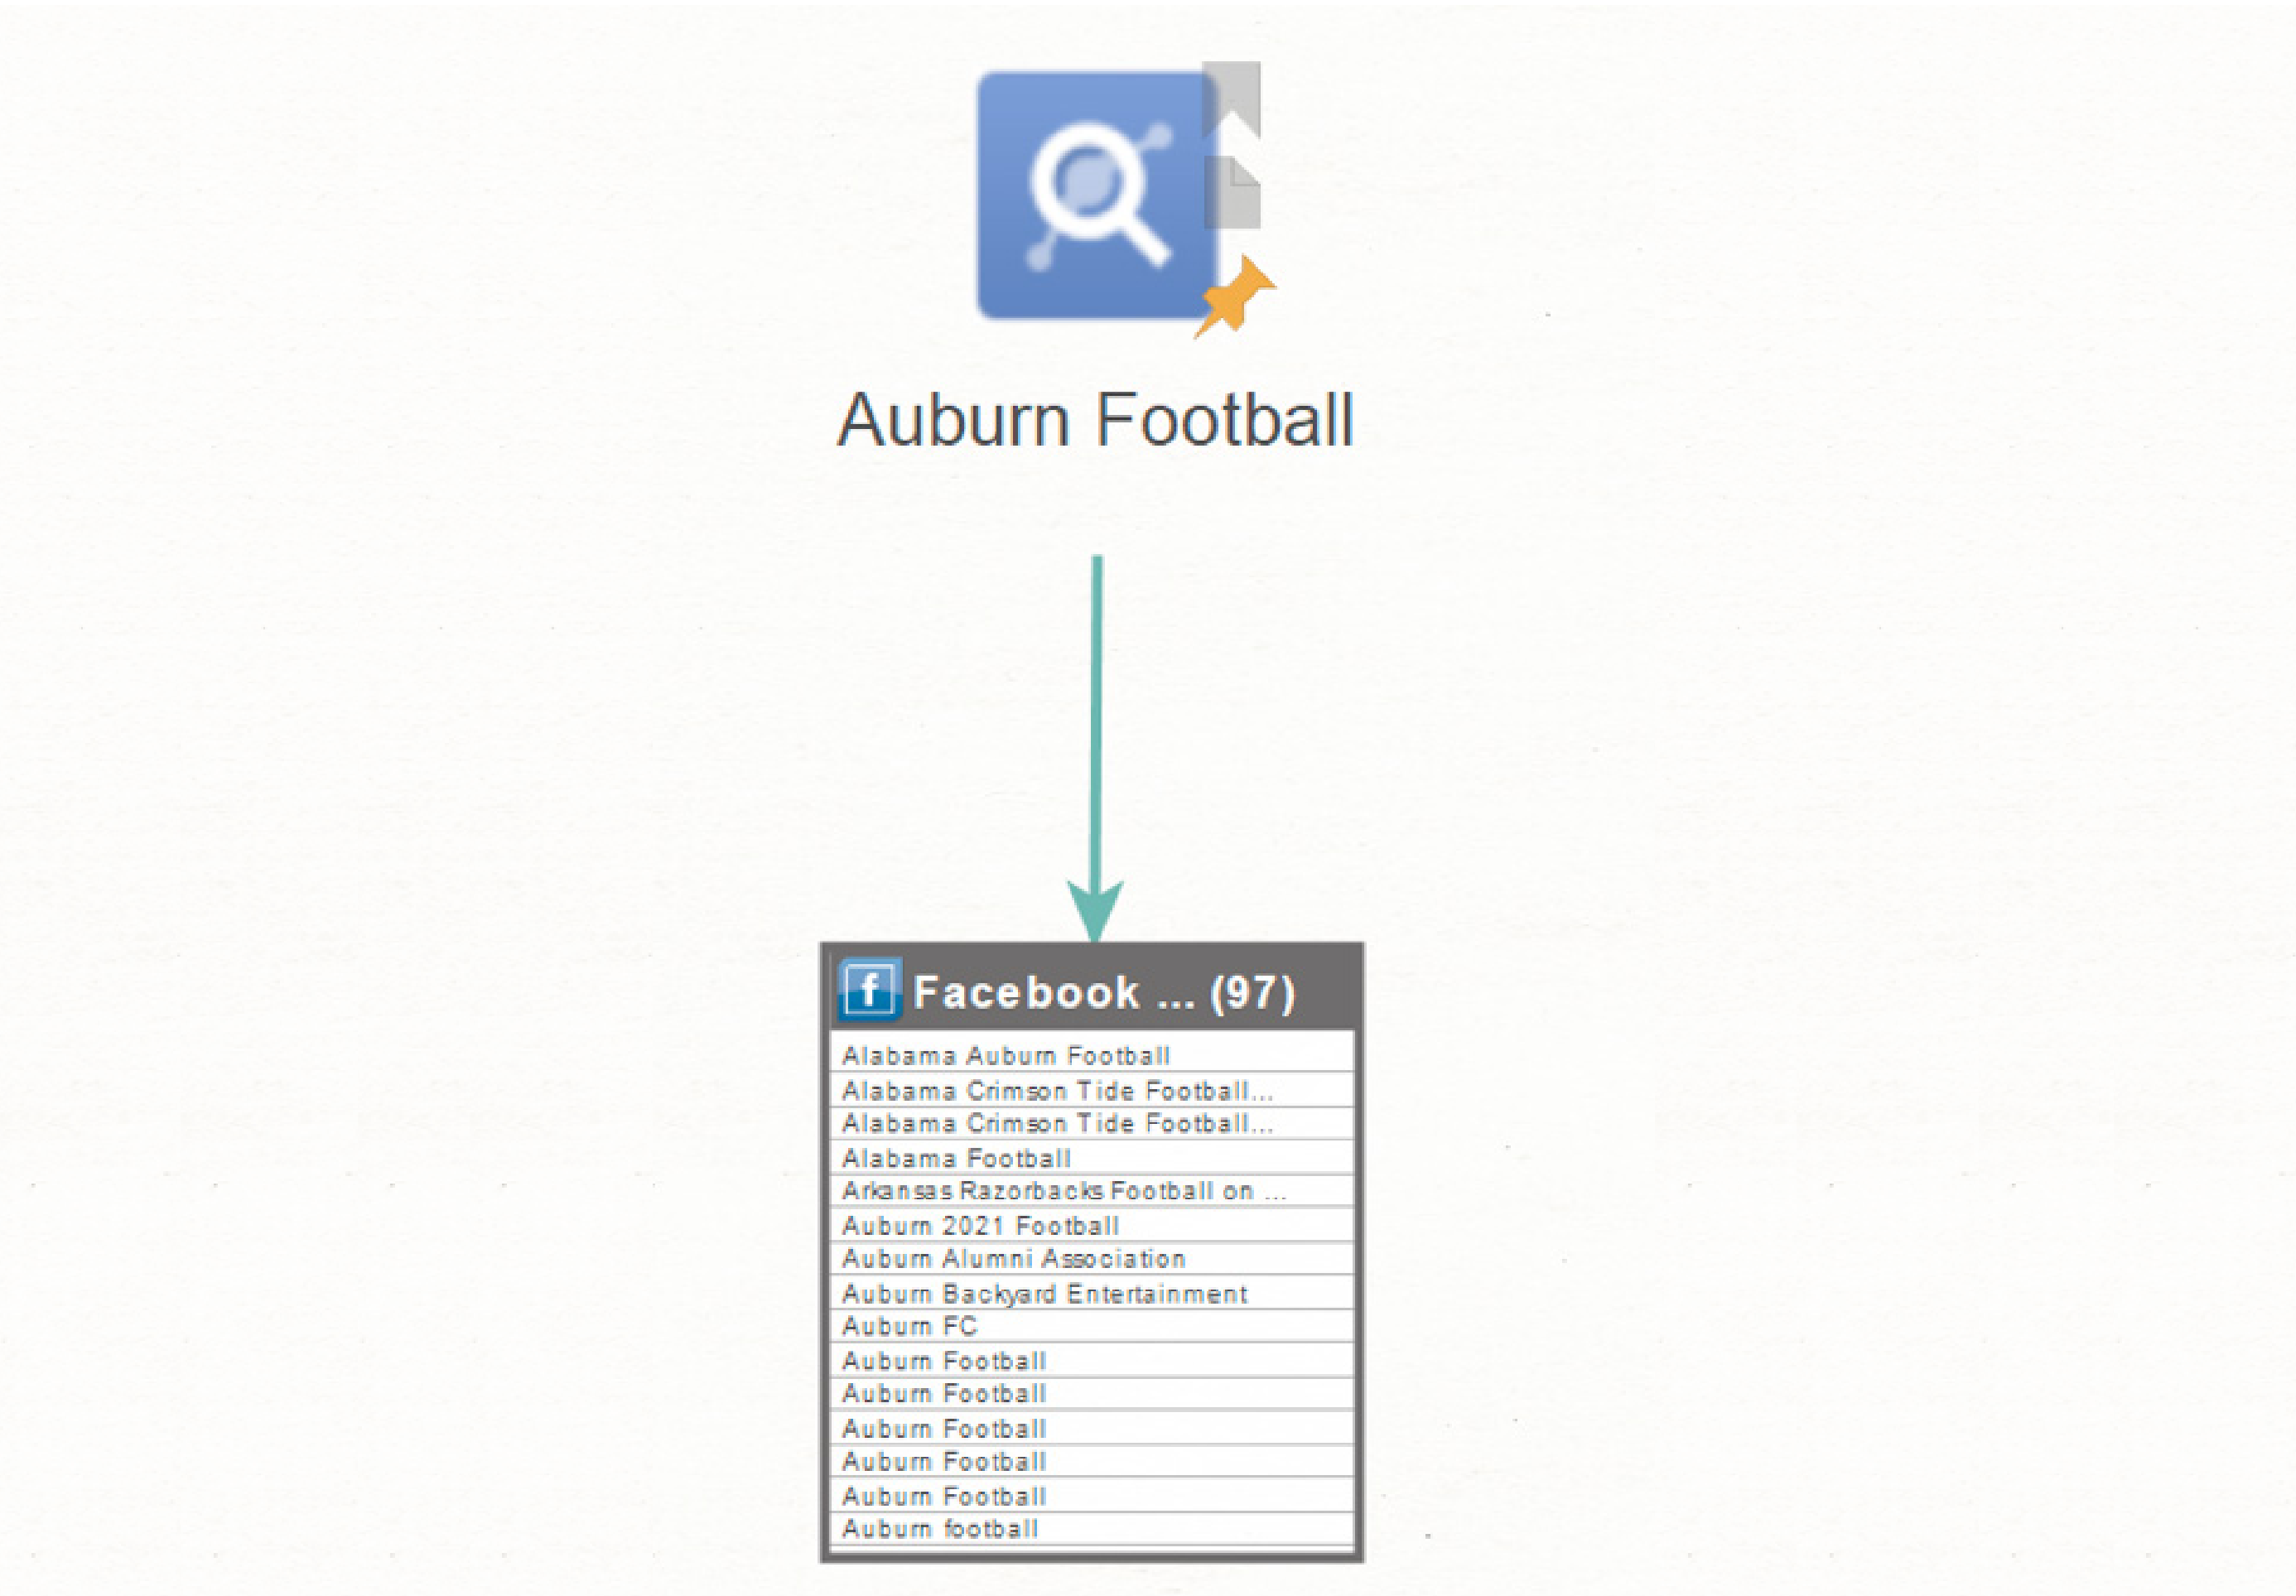 Auburn Football
f Facebook ... (97)
Alabama Auburn Football
Alabama Crimson Tide Football...
Alabama Crimson Tide Football...
Alabama Football
Arkansas Razorbacks Football on ...
Auburn 2021 Football
Auburn Alumni Association
Auburn Backyard Entertainment
Auburn FC
Auburn Football
Auburn Football
Auburn Football
Auburn Football
Auburn Football
Auburn football